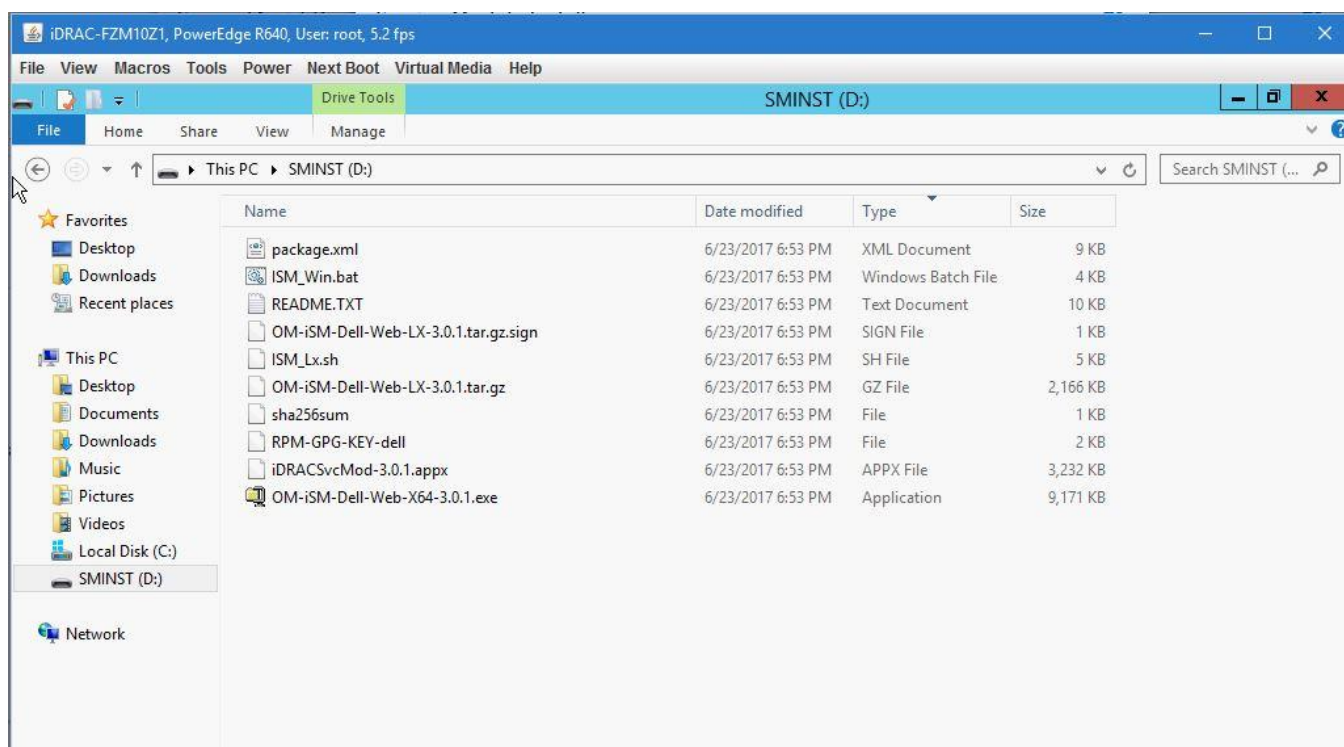 iDRAC-FZM10Z1, PowerEdge R640, User: root, 5.2 fps
File View Macros Tools Power Next Boot Virtual Media Help
Drive Tools SMINST (D:)
File Home Share View Manage
This PC SMINST (D:) Search SMINST (...
Favorites
Desktop
Downloads
Recent places
This PC
Desktop
Documents
Downloads
Music
Pictures
Videos
Local Disk (C:)
SMINST (D:)
Network
Name Date modified Type Size
package.xml 6/23/2017 6:53 PM XML Document 9 KB
ISM_Win.bat 6/23/2017 6:53 PM Windows Batch File 4 KB
README.TXT 6/23/2017 6:53 PM Text Document 10 KB
OM-iSM-Dell-Web-LX-3.0.1.tar.gz.sign 6/23/2017 6:53 PM SIGN File 1 KB
ISM_Lx.sh 6/23/2017 6:53 PM SH File 5 KB
OM-iSM-Dell-Web-LX-3.0.1.tar.gz 6/23/2017 6:53 PM GZ File 2,166 KB
sha256sum 6/23/2017 6:53 PM File 1 KB
RPM-GPG-KEY-dell 6/23/2017 6:53 PM File 2 KB
iDRACSvcMod-3.0.1.appx 6/23/2017 6:53 PM APPX File 3,232 KB
OM-iSM-Dell-Web-X64-3.0.1.exe 6/23/2017 6:53 PM Application 9,171 KB